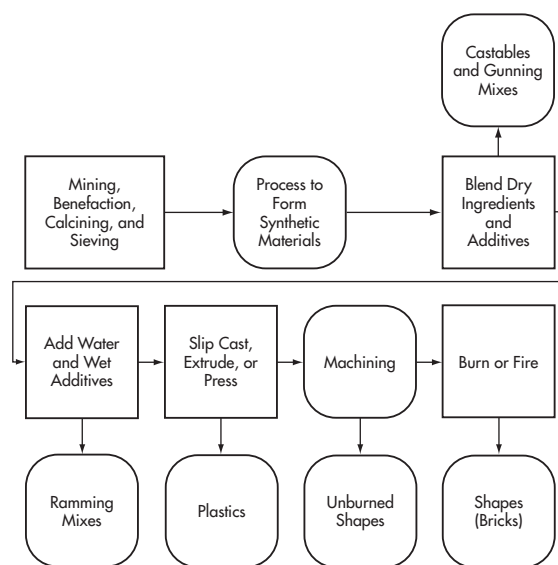 Castables
and Gunning
Mixes
Mining,
Benefaction,
Calcining, and
Sieving
Process to
Form
Synthetic
Materials
Blend Dry
Ingredients
and
Additives
Add Water
and Wet
Additives
Slip Cast,
Extrude, or
Press
Machining
Burn or Fire
Ramming
Mixes
Plastics
Unburned
Shapes
Shapes
(Bricks)